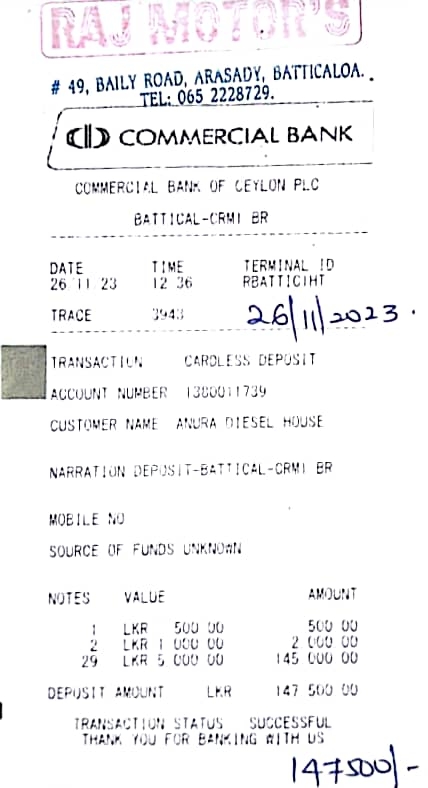 RAJ MOTOR'S
# 49, BAILY ROAD, ARASADY, BATTICALOA.
TEL: 065 2228729.
COMMERCIAL BANK
COMMERCIAL BANK OF CEYLON PLC
BATTICAL-CRM1 BR
DATE TIME TERMINAL ID
26 11 23 12 36 RBATTICIHT
TRACE 3943 26/11/2023.
TRANSACTION CARDLESS DEPOSIT
ACCOUNT NUMBER 1380011739
CUSTOMER NAME ANURA DIESEL HOUSE
NARRATION DEPOSIT-BATTICAL-CRM1 BR
MOBILE NO
SOURCE OF FUNDS UNKNOWN
NOTES VALUE AMOUNT
1 LKR 500 00 500 00
2 LKR 1 000 00 2 000 00
29 LKR 5 000 00 145 000 00
DEPOSIT AMOUNT LKR 147 500 00
TRANSACTION STATUS SUCCESSFUL
THANK YOU FOR BANKING WITH US
147500/-